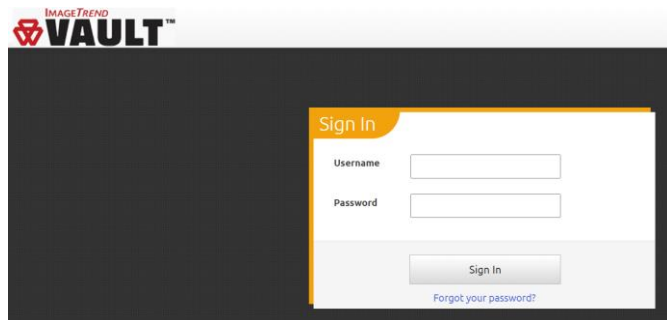 IMAGETREND
VAULT™
Sign In
Username
Password
Sign In
Forgot your password?